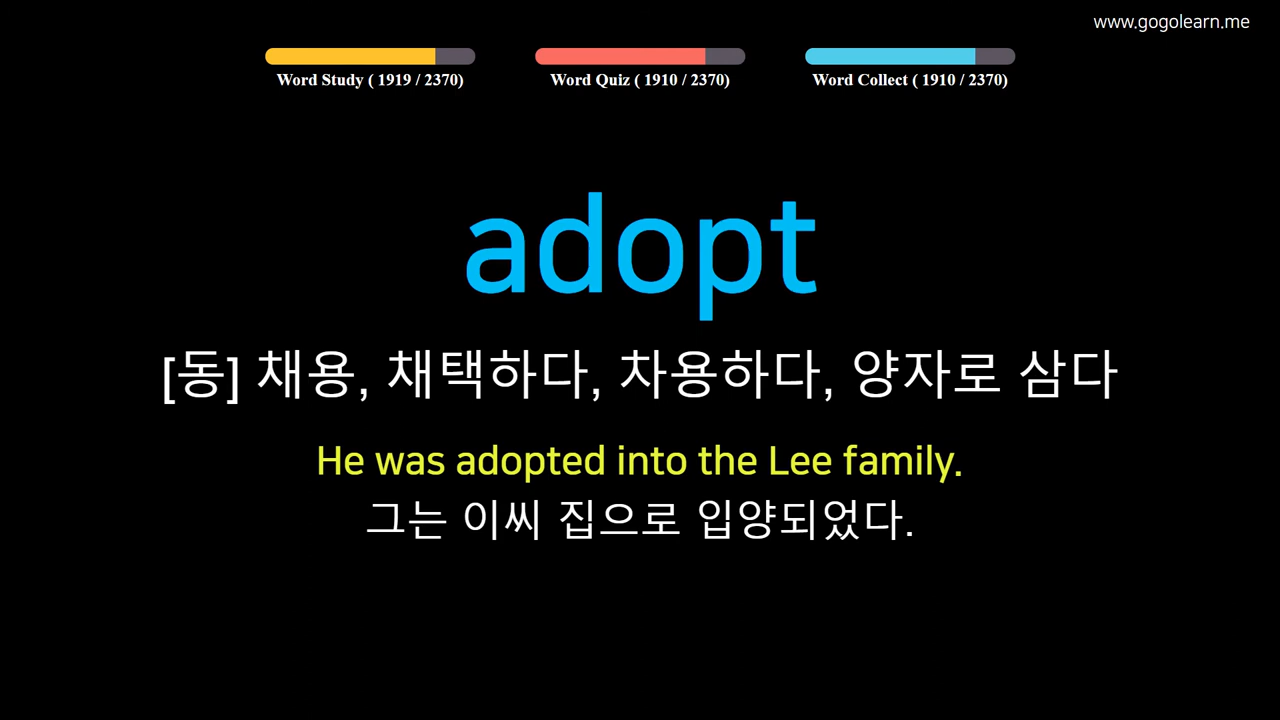 www.gogolearn.me
Word Study ( 1919 / 2370)
Word Quiz ( 1910 / 2370)
Word Collect ( 1910 / 2370)
adopt
[동] 채용, 채택하다, 차용하다, 양자로 삼다
He was adopted into the Lee family.
그는 이씨 집으로 입양되었다.